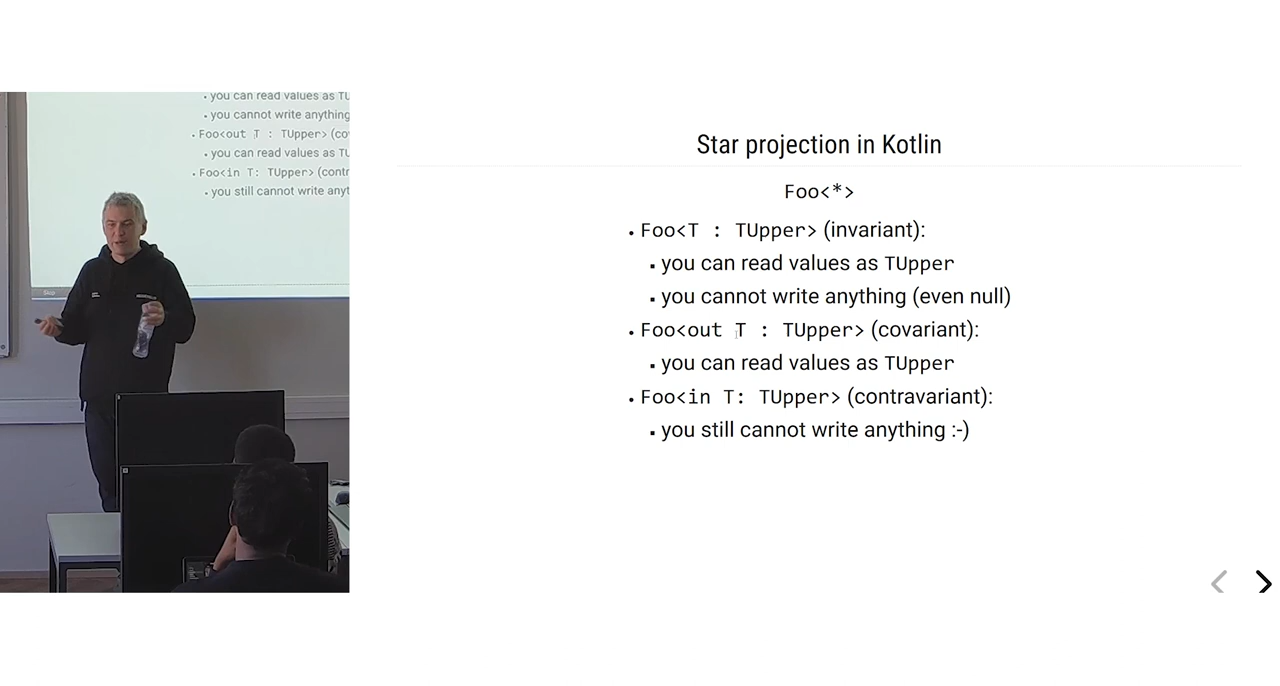 • you can read values as TU
• you cannot write anything
• Foo<out T : TUpper> (co
• you can read values as TU
• Foo<in T: TUpper> (contr
• you still cannot write anyt
Star projection in Kotlin
Foo<*>
• Foo<T : TUpper> (invariant):
▪ you can read values as TUpper
▪ you cannot write anything (even null)
• Foo<out T : TUpper> (covariant):
▪ you can read values as TUpper
• Foo<in T: TUpper> (contravariant):
▪ you still cannot write anything :-)